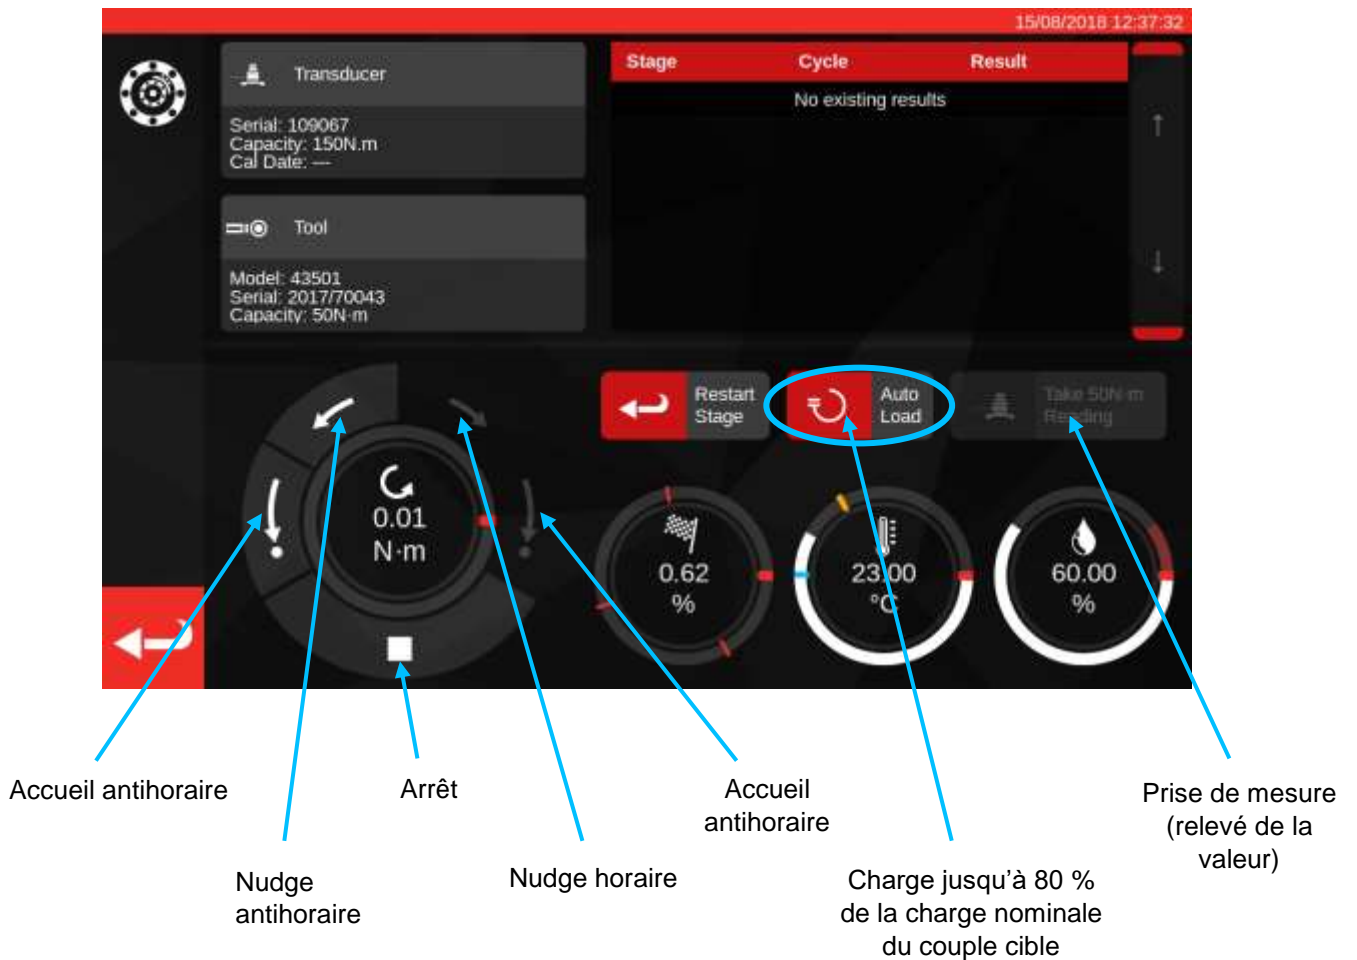 15/08/2018 12:37:32
Transducer
Serial: 109067
Capacity: 150N.m
Cal Date: ---
Tool
Model: 43501
Serial: 2017/70043
Capacity: 50N·m
Stage Cycle Result
No existing results
Restart
Stage
Auto
Load
Take 50N·m
Reading
0.01
N·m
0.62
%
23.00
°C
60.00
%
Accueil antihoraire
Arrêt
Accueil
antihoraire
Prise de mesure
(relevé de la
valeur)
Nudge
antihoraire
Nudge horaire
Charge jusqu’à 80 %
de la charge nominale
du couple cible